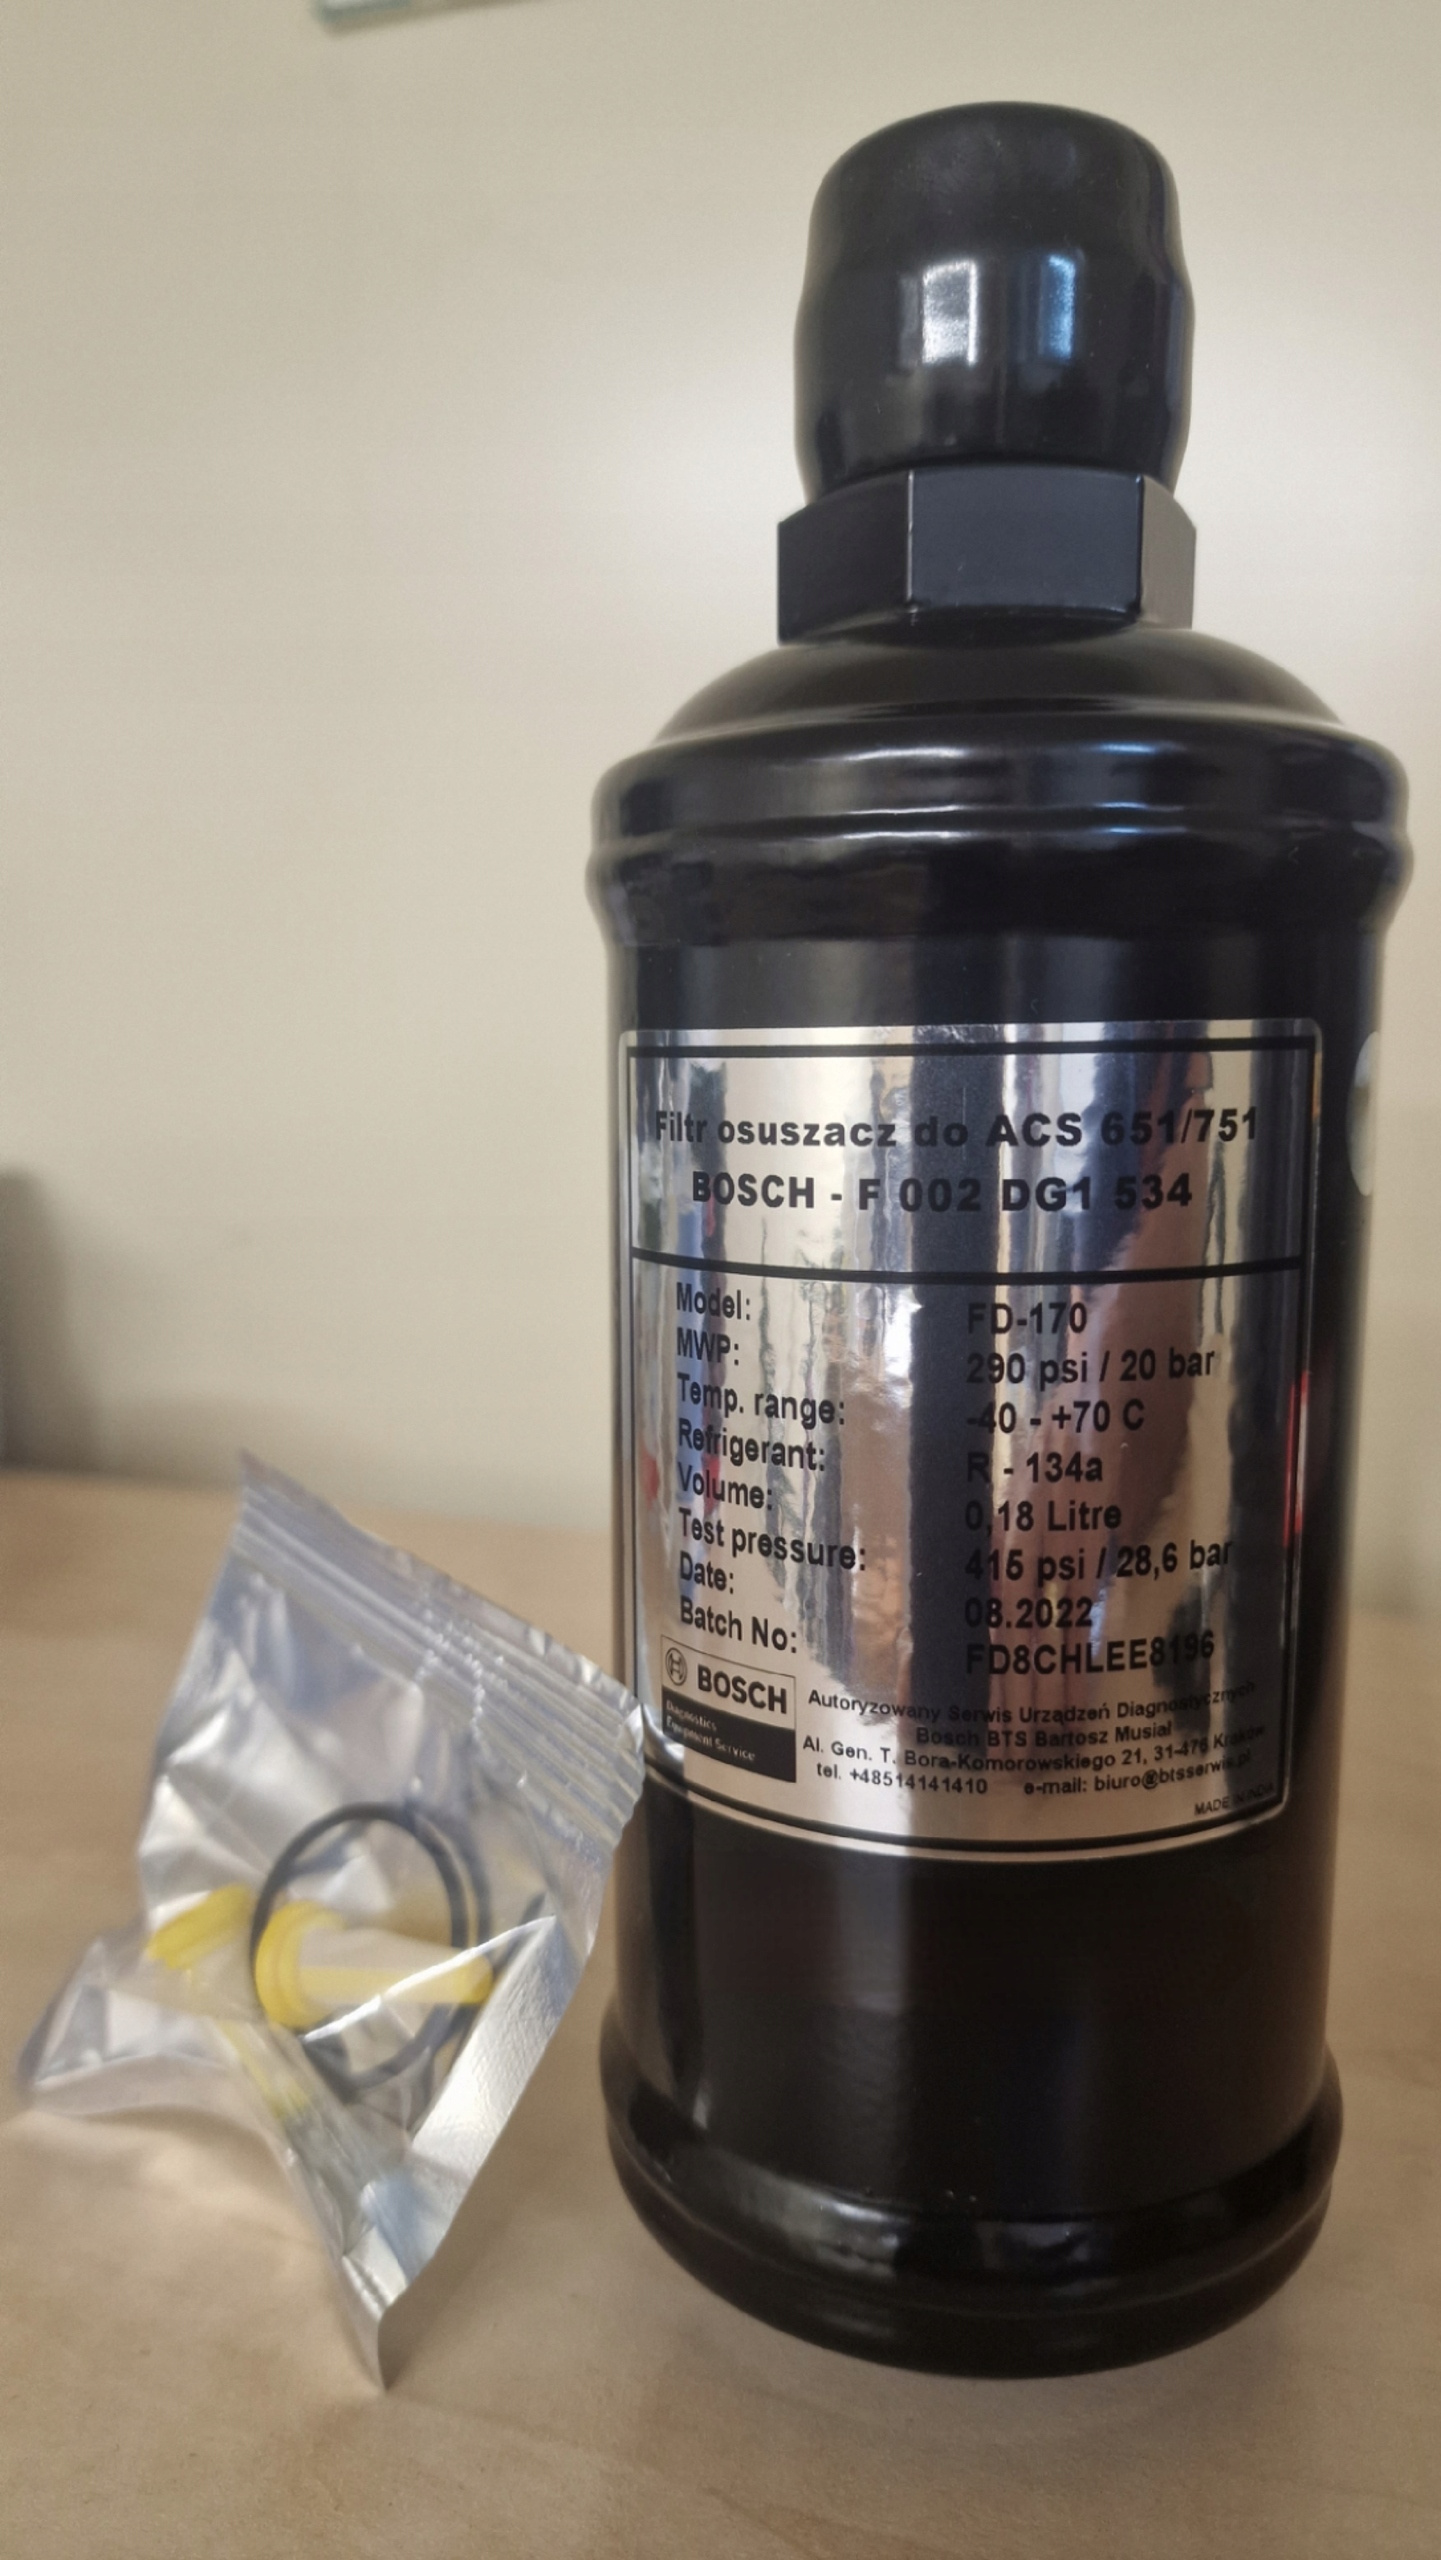 Filtr osuszacz do ACS 651/751
BOSCH - F 002 DG1 534
Model: FD-170
MWP: 290 psi / 20 bar
Temp. range: -40 - +70 C
Refrigerant: R - 134a
Volume: 0,18 Litre
Test pressure: 415 psi / 28,6 bar
Date: 08.2022
Batch No: FD8CHLEE8196
BOSCH
Diagnostics
Equipment Service
Autoryzowany Serwis Urządzeń Diagnostycznych
Bosch BTS Bartosz Musiał
Al. Gen. T. Bora-Komorowskiego 21, 31-476 Kraków
tel. +48514141410 e-mail: biuro@btsserwis.pl
MADE IN INDIA